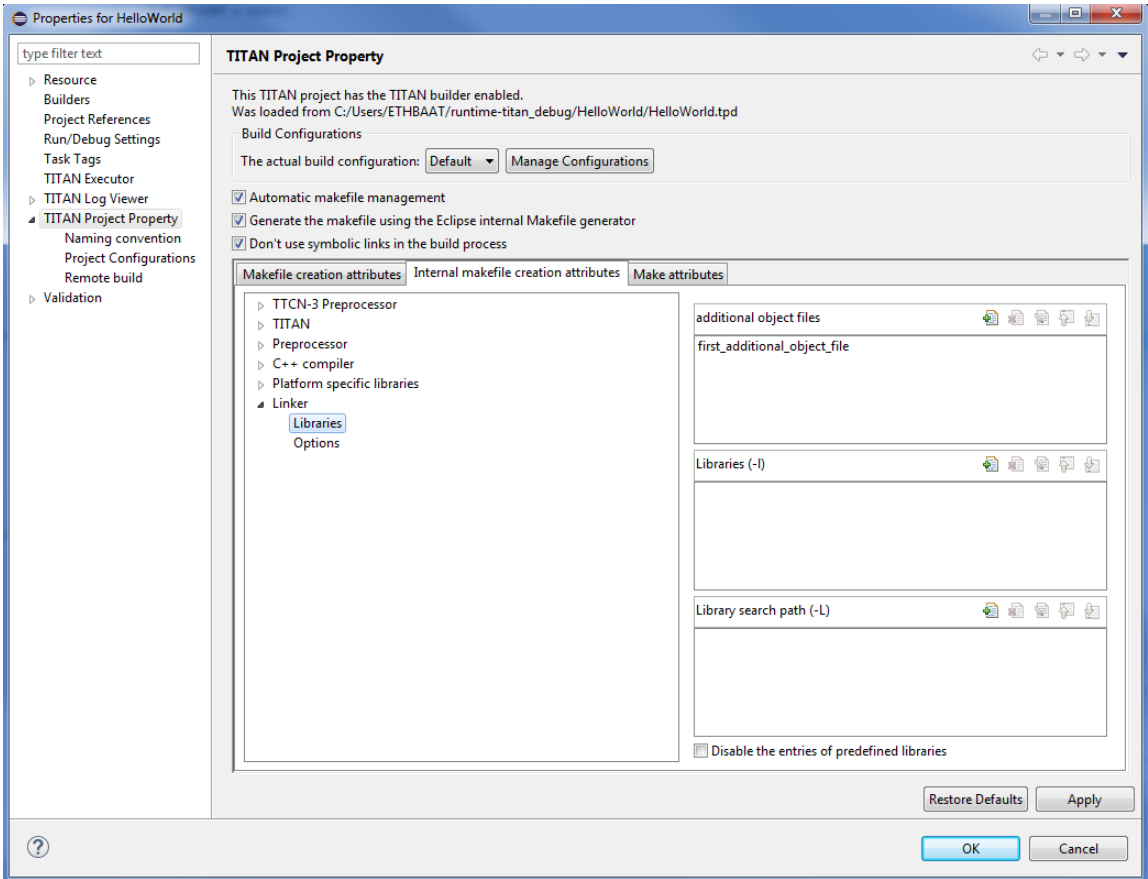 Properties for HelloWorld
type filter text
Resource
Builders
Project References
Run/Debug Settings
Task Tags
TITAN Executor
TITAN Log Viewer
TITAN Project Property
Naming convention
Project Configurations
Remote build
Validation
TITAN Project Property
This TITAN project has the TITAN builder enabled.
Was loaded from C:/Users/ETHBAAT/runtime-titan_debug/HelloWorld/HelloWorld.tpd
Build Configurations
The actual build configuration: Default Manage Configurations
Automatic makefile management
Generate the makefile using the Eclipse internal Makefile generator
Don't use symbolic links in the build process
Makefile creation attributes Internal makefile creation attributes Make attributes
TTCN-3 Preprocessor
TITAN
Preprocessor
C++ compiler
Platform specific libraries
Linker
Libraries
Options
additional object files
first_additional_object_file
Libraries (-l)
Library search path (-L)
Disable the entries of predefined libraries
Restore Defaults Apply
OK Cancel